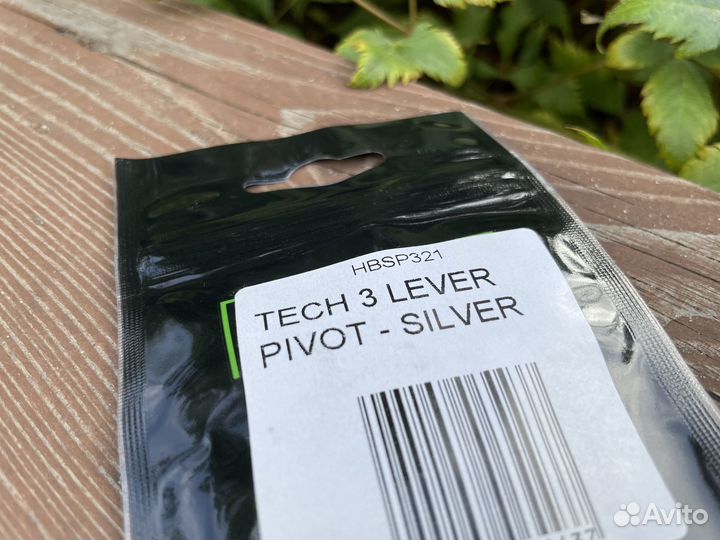 HBSP321
TECH 3 LEVER
PIVOT - SILVER
Avito